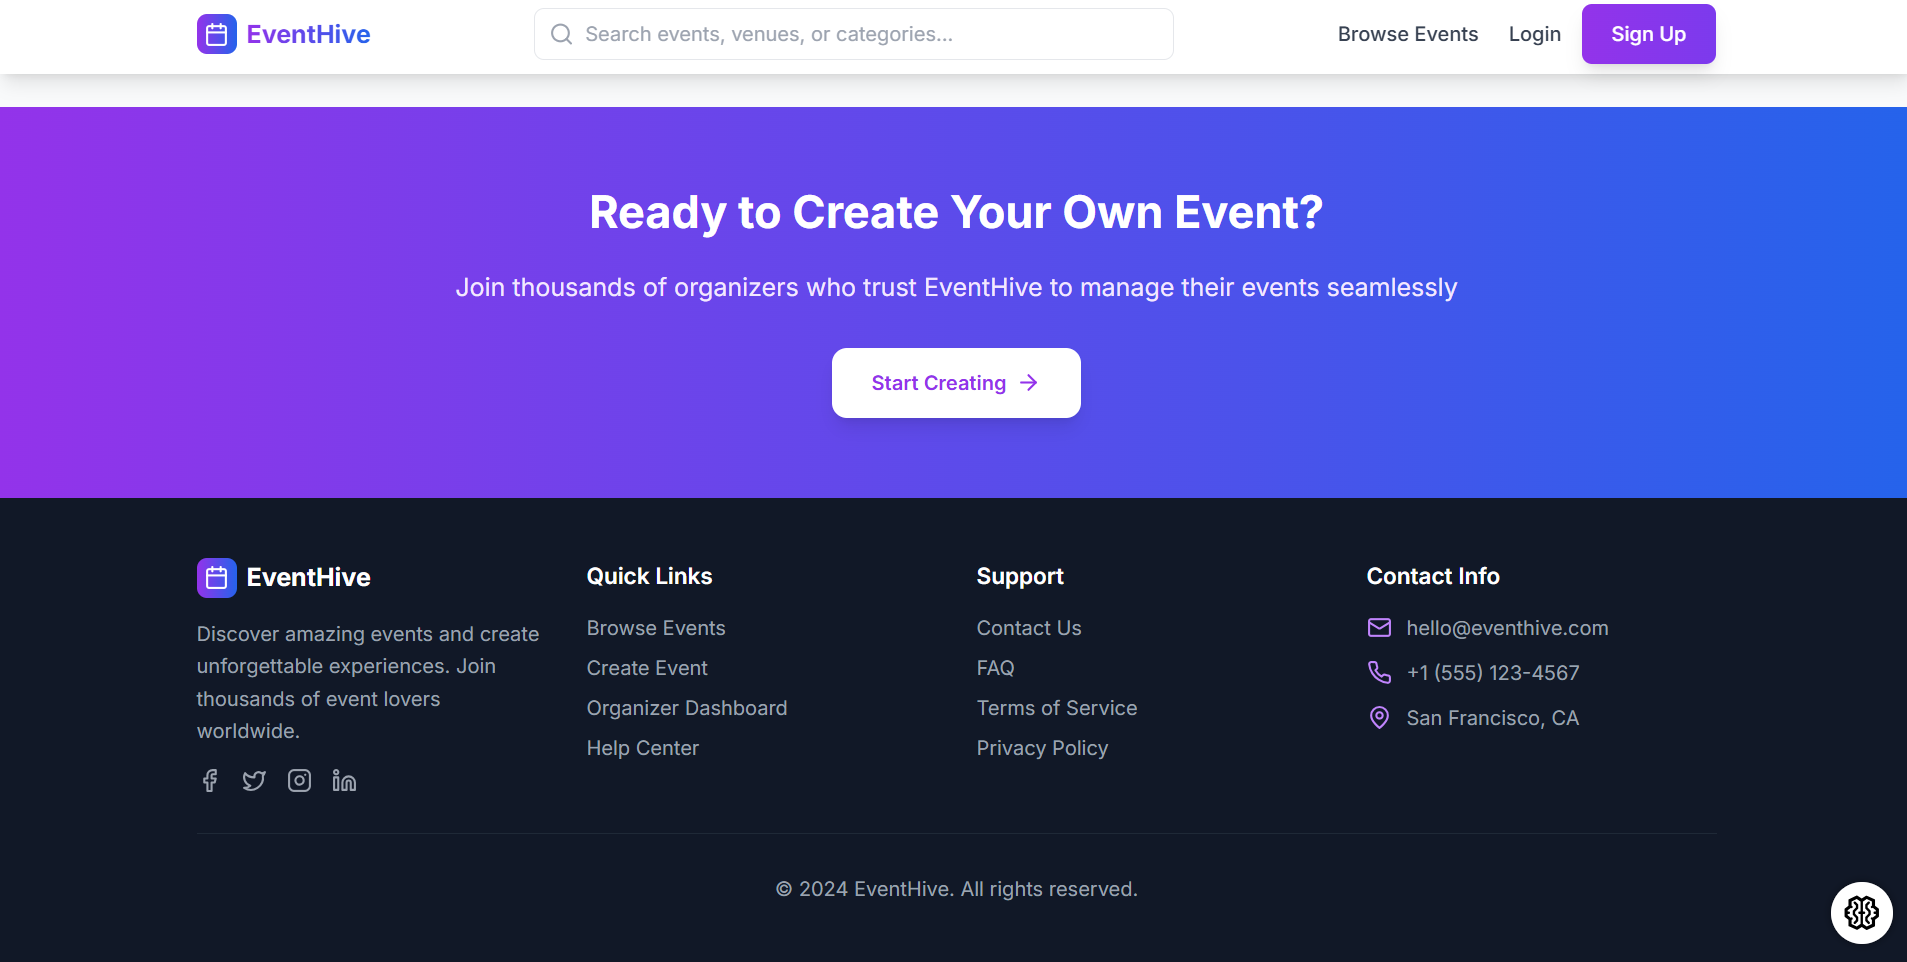 EventHive
Search events, venues, or categories...
Browse Events
Login
Sign Up
Ready to Create Your Own Event?
Join thousands of organizers who trust EventHive to manage their events seamlessly
Start Creating
EventHive
Discover amazing events and create
unforgettable experiences. Join
thousands of event lovers
worldwide.
Quick Links
Browse Events
Create Event
Organizer Dashboard
Help Center
Support
Contact Us
FAQ
Terms of Service
Privacy Policy
Contact Info
hello@eventhive.com
+1 (555) 123-4567
San Francisco, CA
© 2024 EventHive. All rights reserved.